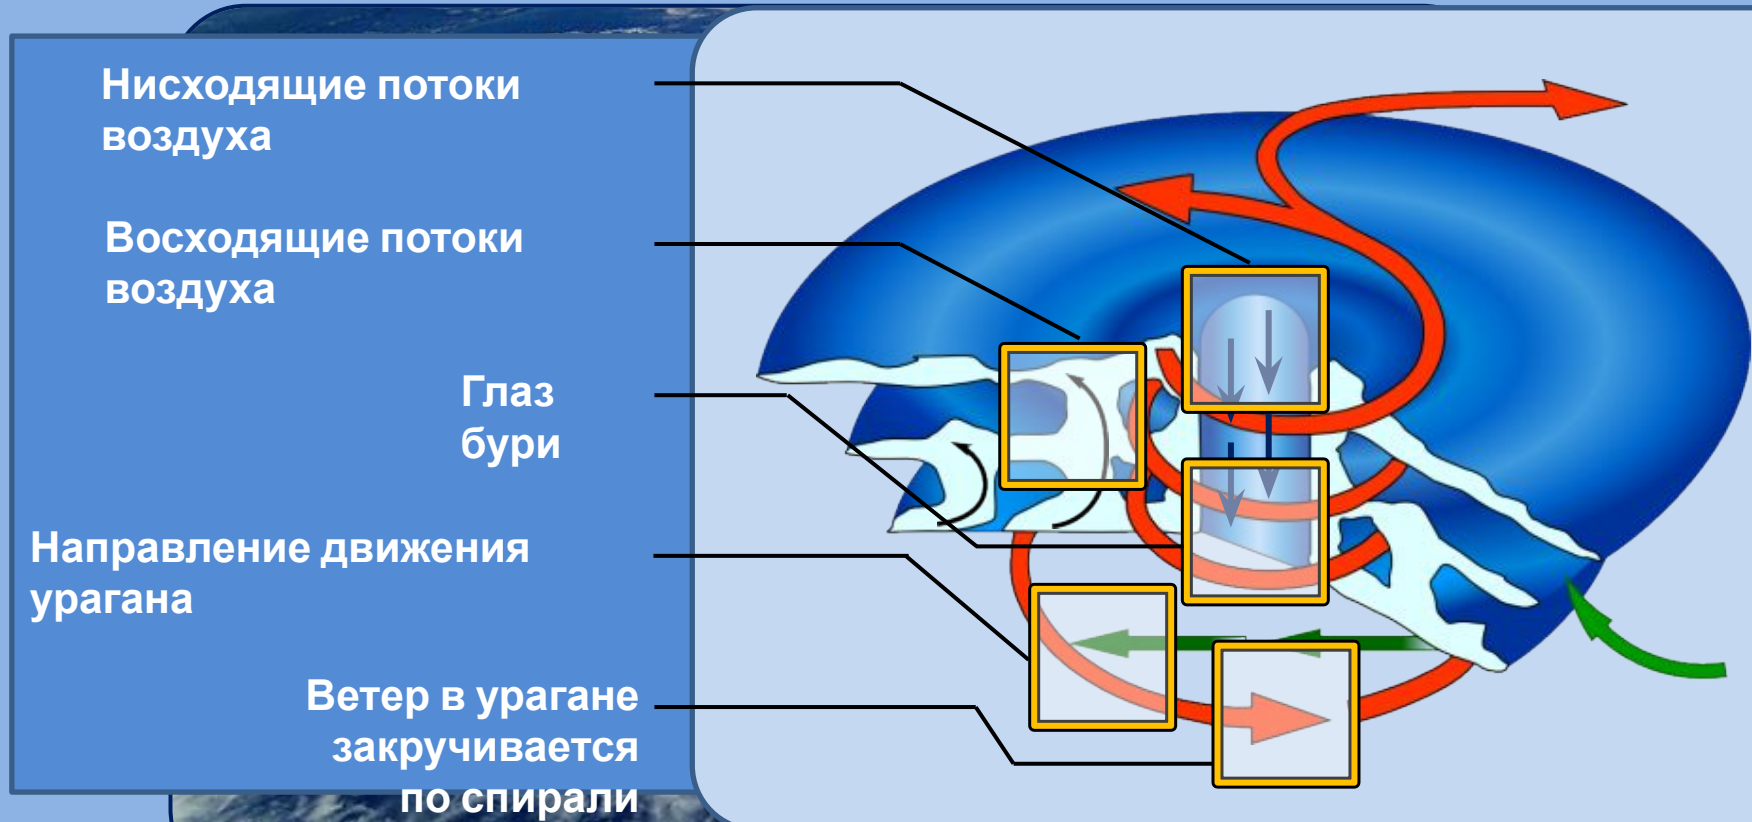 Нисходящие потоки
воздуха
Восходящие потоки
воздуха
Глаз
бури
Направление движения
урагана
Ветер в урагане
закручивается
по спирали